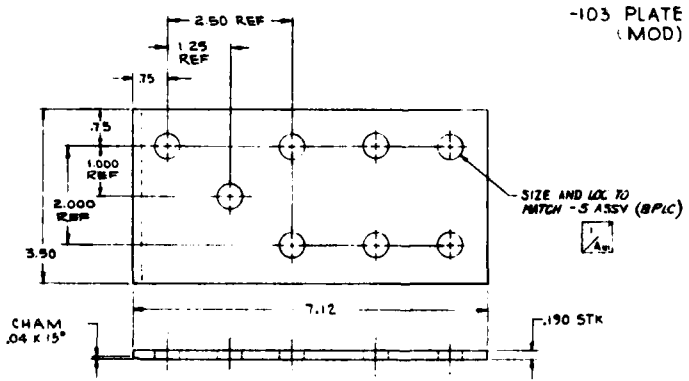 -103 PLATE
(MOD)
2.50 REF
1.25
REF
.75
.75
1.000
REF
2.000
REF
3.50
SIZE AND LOC TO
MATCH -5 ASSY (8PLC)
7.12
CHAM
.04 X 15°
.190 STK